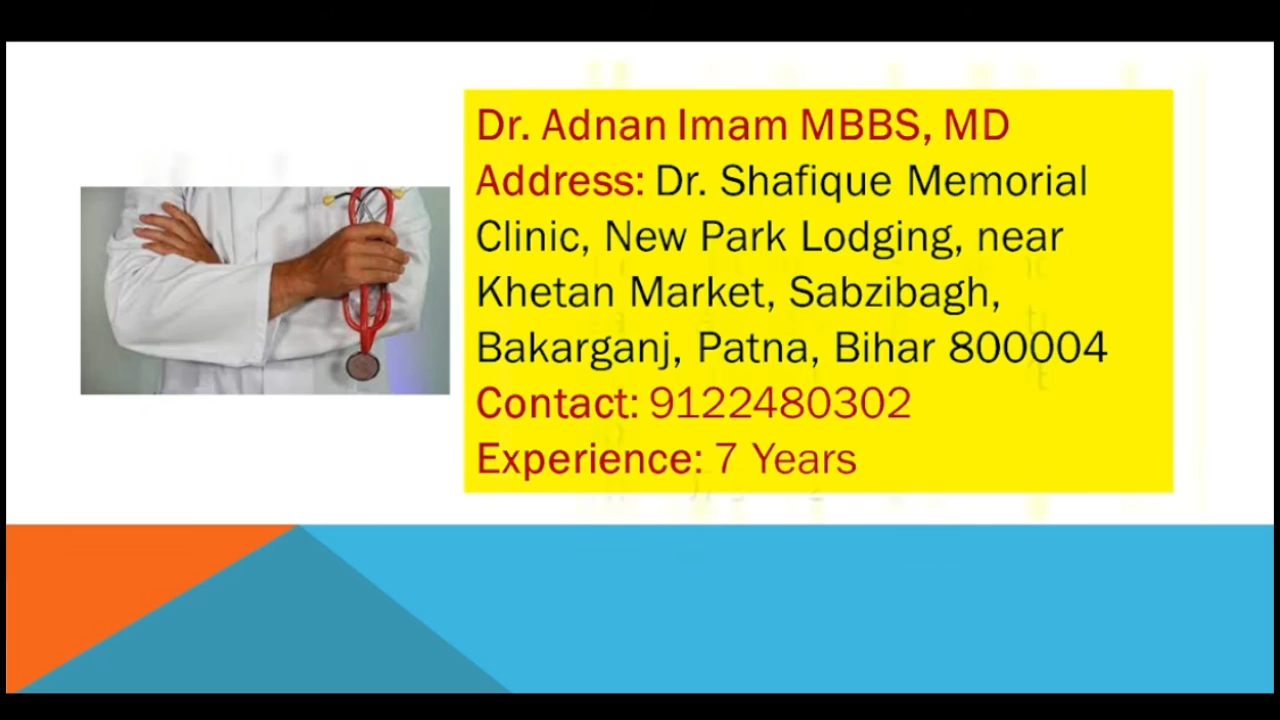 Dr. Adnan Imam MBBS, MD
Address: Dr. Shafique Memorial
Clinic, New Park Lodging, near
Khetan Market, Sabzibagh,
Bakarganj, Patna, Bihar 800004
Contact: 9122480302
Experience: 7 Years